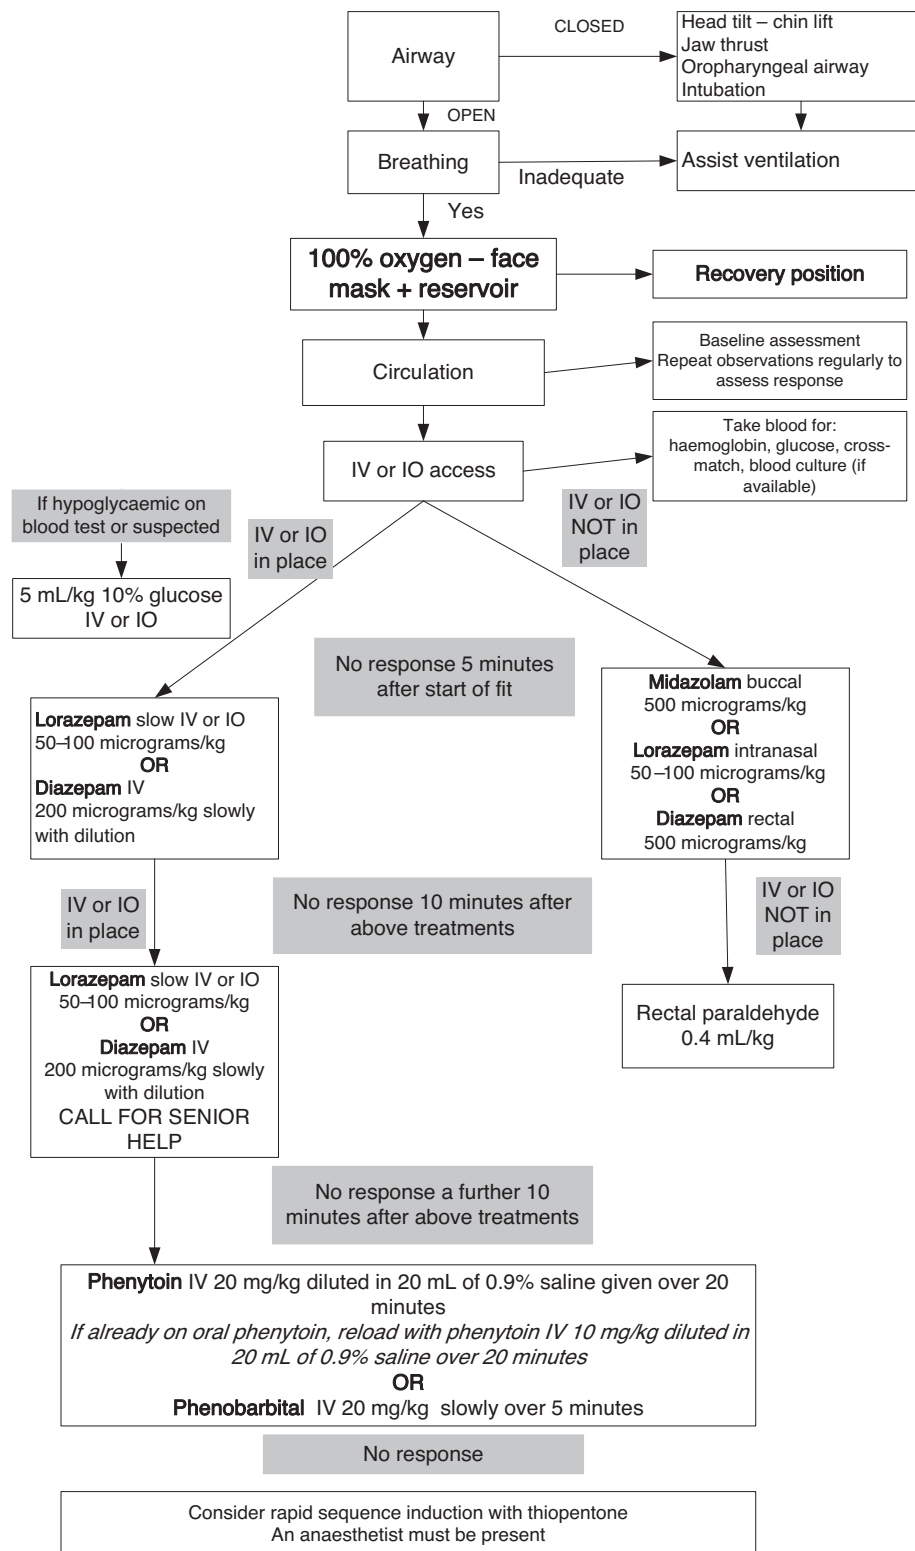 Airway
CLOSED
Head tilt – chin lift
Jaw thrust
Oropharyngeal airway
Intubation
OPEN
Breathing
Inadequate
Assist ventilation
Yes
100% oxygen – face
mask + reservoir
Recovery position
Circulation
Baseline assessment
Repeat observations regularly to
assess response
IV or IO access
Take blood for:
haemoglobin, glucose, cross-
match, blood culture (if
available)
If hypoglycaemic on
blood test or suspected
IV or IO
in place
IV or IO
NOT in
place
5 mL/kg 10% glucose
IV or IO
No response 5 minutes
after start of fit
Lorazepam slow IV or IO
50–100 micrograms/kg
OR
Diazepam IV
200 micrograms/kg slowly
with dilution
Midazolam buccal
500 micrograms/kg
OR
Lorazepam intranasal
50–100 micrograms/kg
OR
Diazepam rectal
500 micrograms/kg
IV or IO
in place
No response 10 minutes after
above treatments
IV or IO
NOT in
place
Lorazepam slow IV or IO
50–100 micrograms/kg
OR
Diazepam IV
200 micrograms/kg slowly
with dilution
CALL FOR SENIOR
HELP
Rectal paraldehyde
0.4 mL/kg
No response a further 10
minutes after above treatments
Phenytoin IV 20 mg/kg diluted in 20 mL of 0.9% saline given over 20
minutes
If already on oral phenytoin, reload with phenytoin IV 10 mg/kg diluted in
20 mL of 0.9% saline over 20 minutes
OR
Phenobarbital IV 20 mg/kg slowly over 5 minutes
No response
Consider rapid sequence induction with thiopentone
An anaesthetist must be present